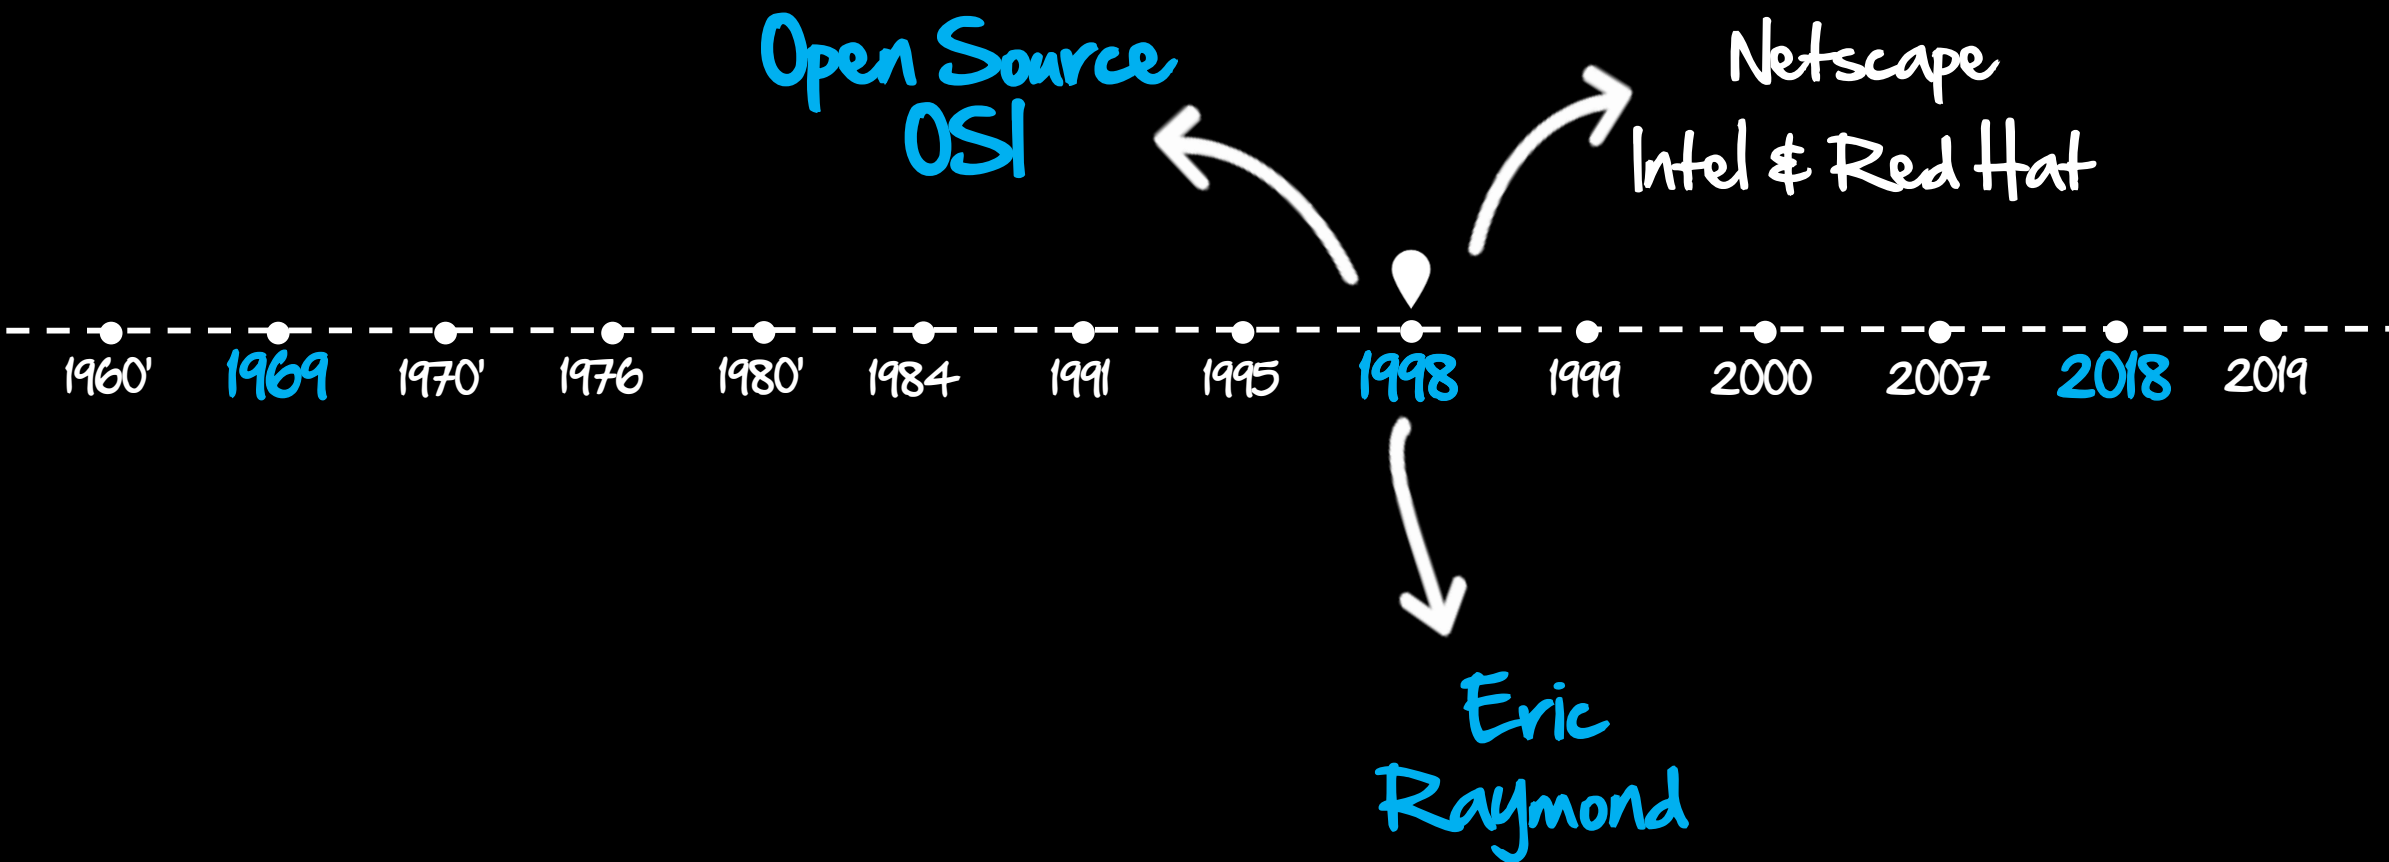 Open Source
OSI
Netscape
Intel & Red Hat
1960' 1969 1970' 1976 1980' 1984 1991 1995 1998 1999 2000 2007 2018 2019
Eric
Raymond